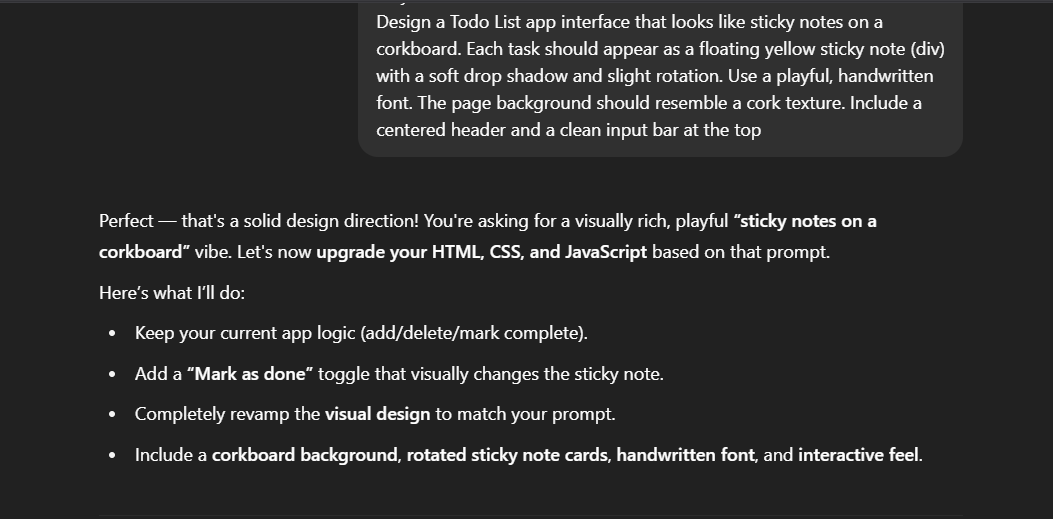 Design a Todo List app interface that looks like sticky notes on a
corkboard. Each task should appear as a floating yellow sticky note (div)
with a soft drop shadow and slight rotation. Use a playful, handwritten
font. The page background should resemble a cork texture. Include a
centered header and a clean input bar at the top
Perfect — that's a solid design direction! You're asking for a visually rich, playful “sticky notes on a
corkboard” vibe. Let's now upgrade your HTML, CSS, and JavaScript based on that prompt.
Here’s what I’ll do:
• Keep your current app logic (add/delete/mark complete).
• Add a “Mark as done” toggle that visually changes the sticky note.
• Completely revamp the visual design to match your prompt.
• Include a corkboard background, rotated sticky note cards, handwritten font, and interactive feel.